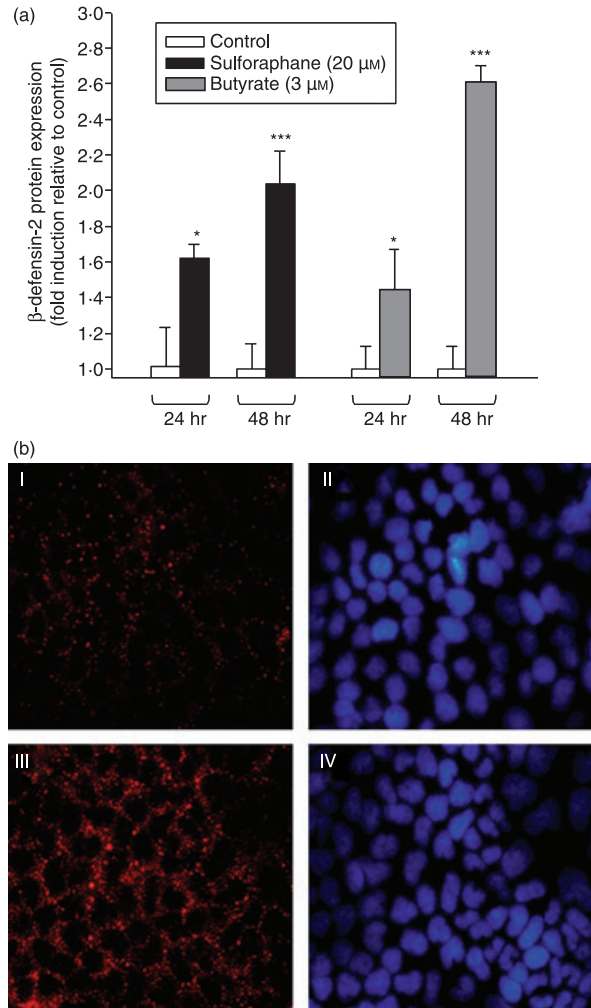 (a)
β-defensin-2 protein expression
(fold induction relative to control)
3·0
2·8
2·6
2·4
2·2
2·0
1·8
1·6
1·4
1·2
1·0
Control
Sulforaphane (20 μM)
Butyrate (3 μM)
*
***
*
***
24 hr
48 hr
24 hr
48 hr
(b)
I
II
III
IV